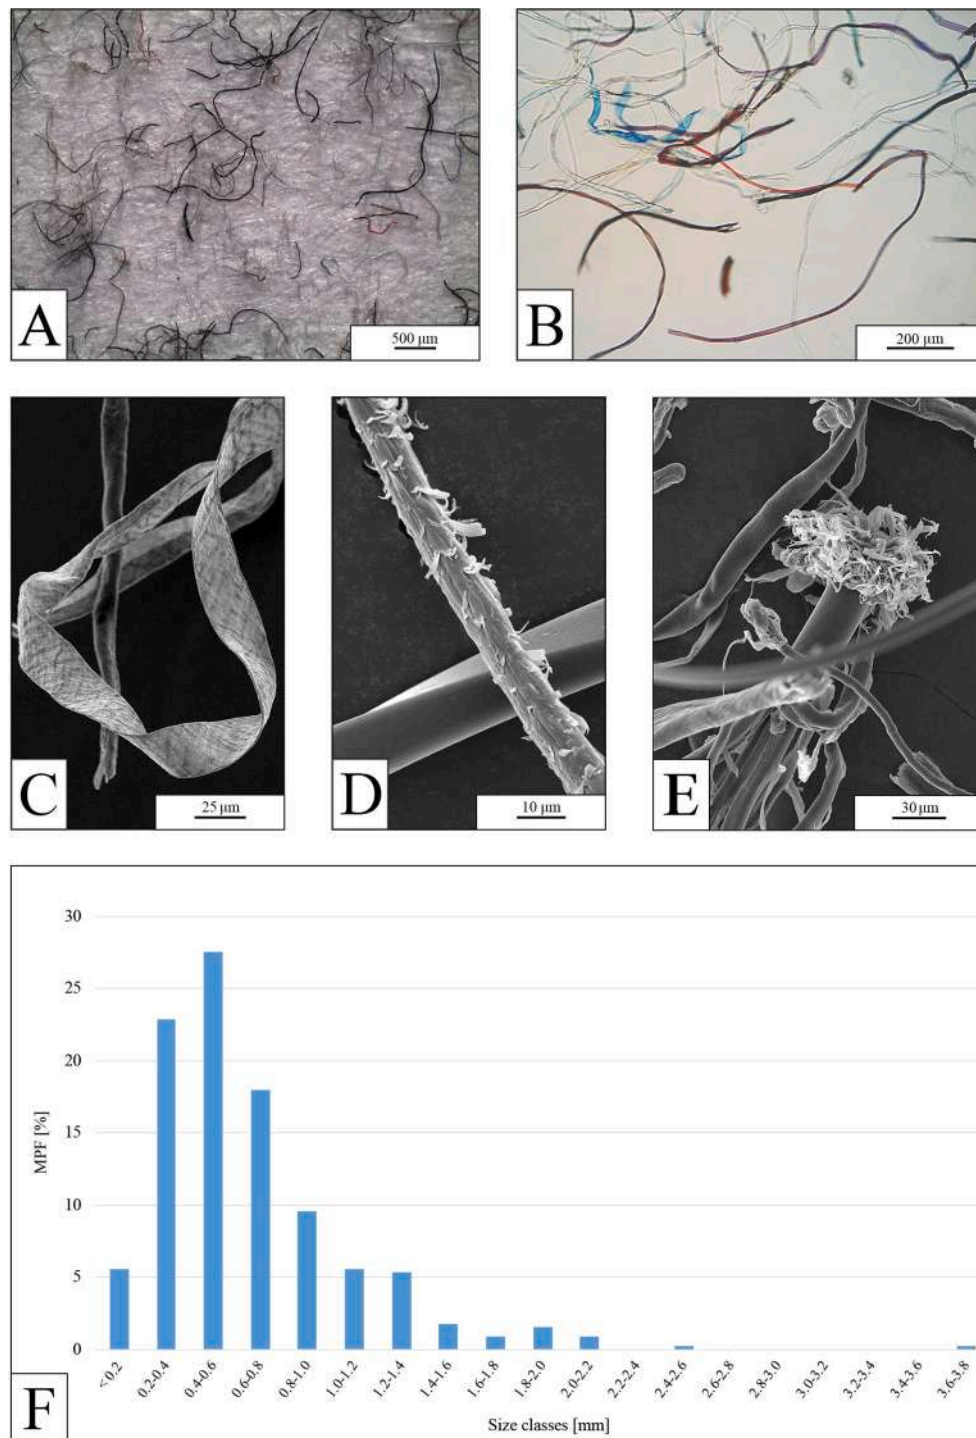 A
500 µm
B
200 µm
C
25 µm
D
10 µm
E
30 µm
30
25
20
15
10
5
0
MPF [%]
< 0.2
0.2-0.4
0.4-0.6
0.6-0.8
0.8-1.0
1.0-1.2
1.2-1.4
1.4-1.6
1.6-1.8
1.8-2.0
2.0-2.2
2.2-2.4
2.4-2.6
2.6-2.8
2.8-3.0
3.0-3.2
3.2-3.4
3.4-3.6
3.6-3.8
Size classes [mm]
F